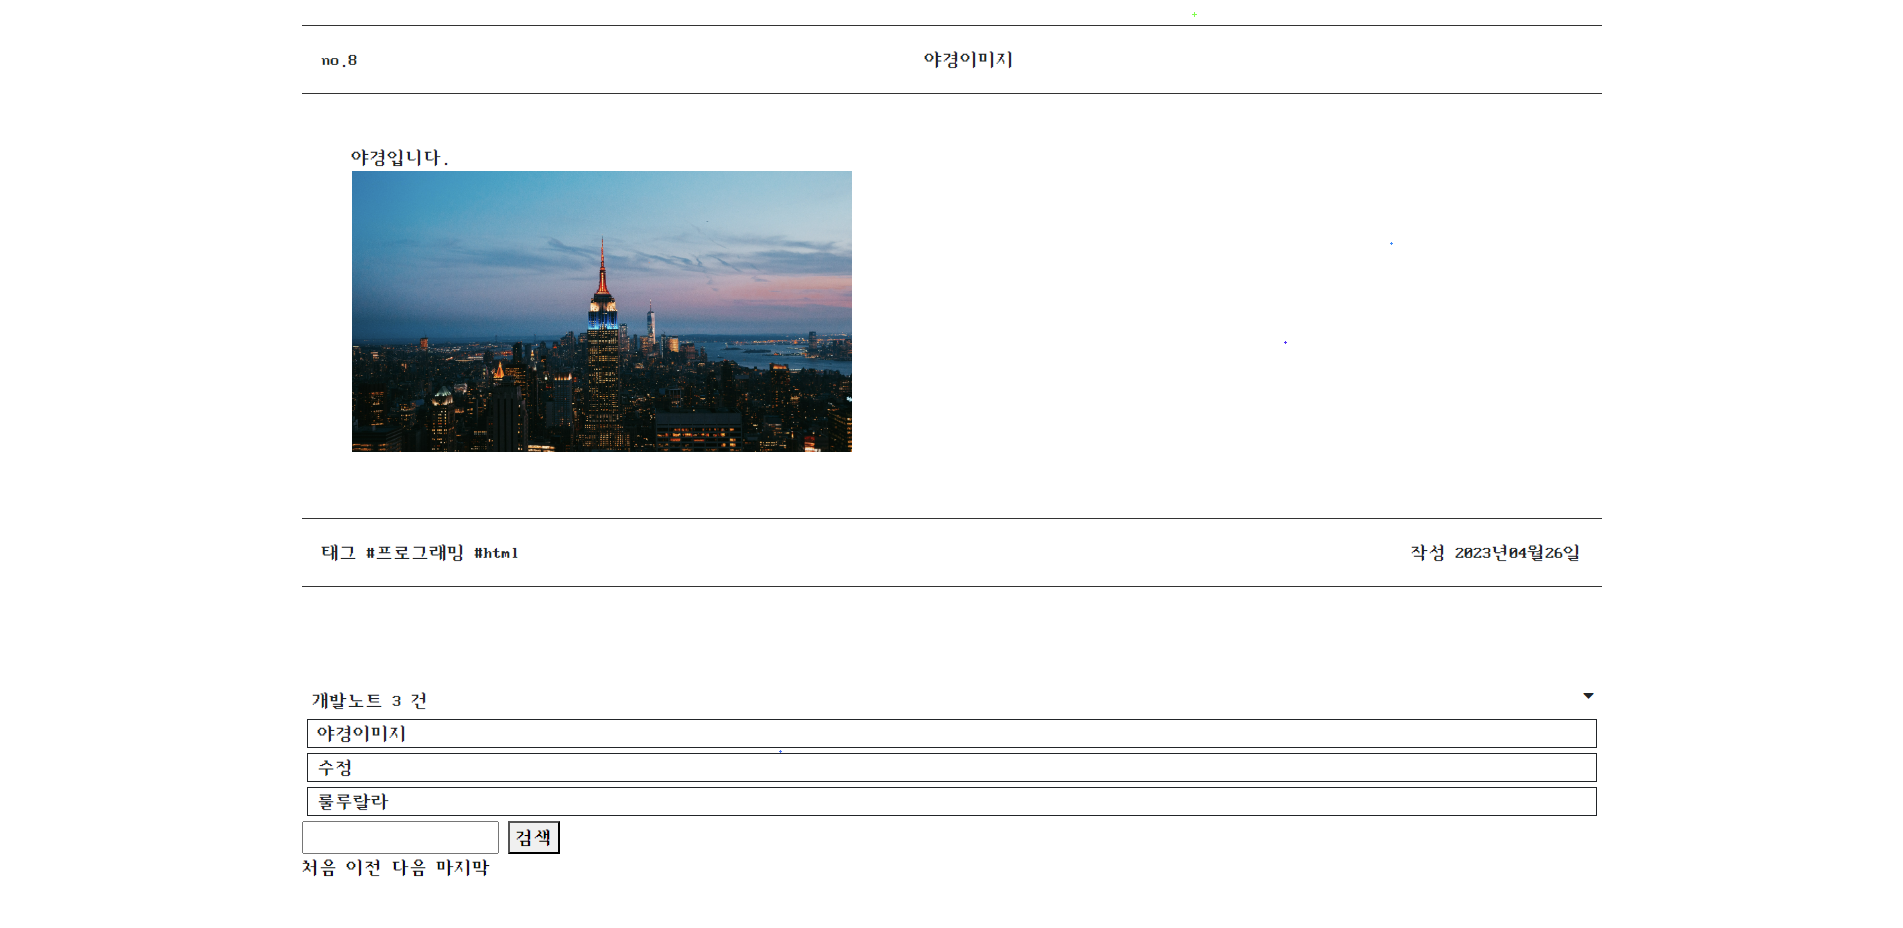 no.8 야경이미지
야경입니다.
태그 #프로그래밍 #html 작성 2023년04월26일
개발노트 3 건
야경이미지
수정
룰루랄라
검색
처음 이전 다음 마지막